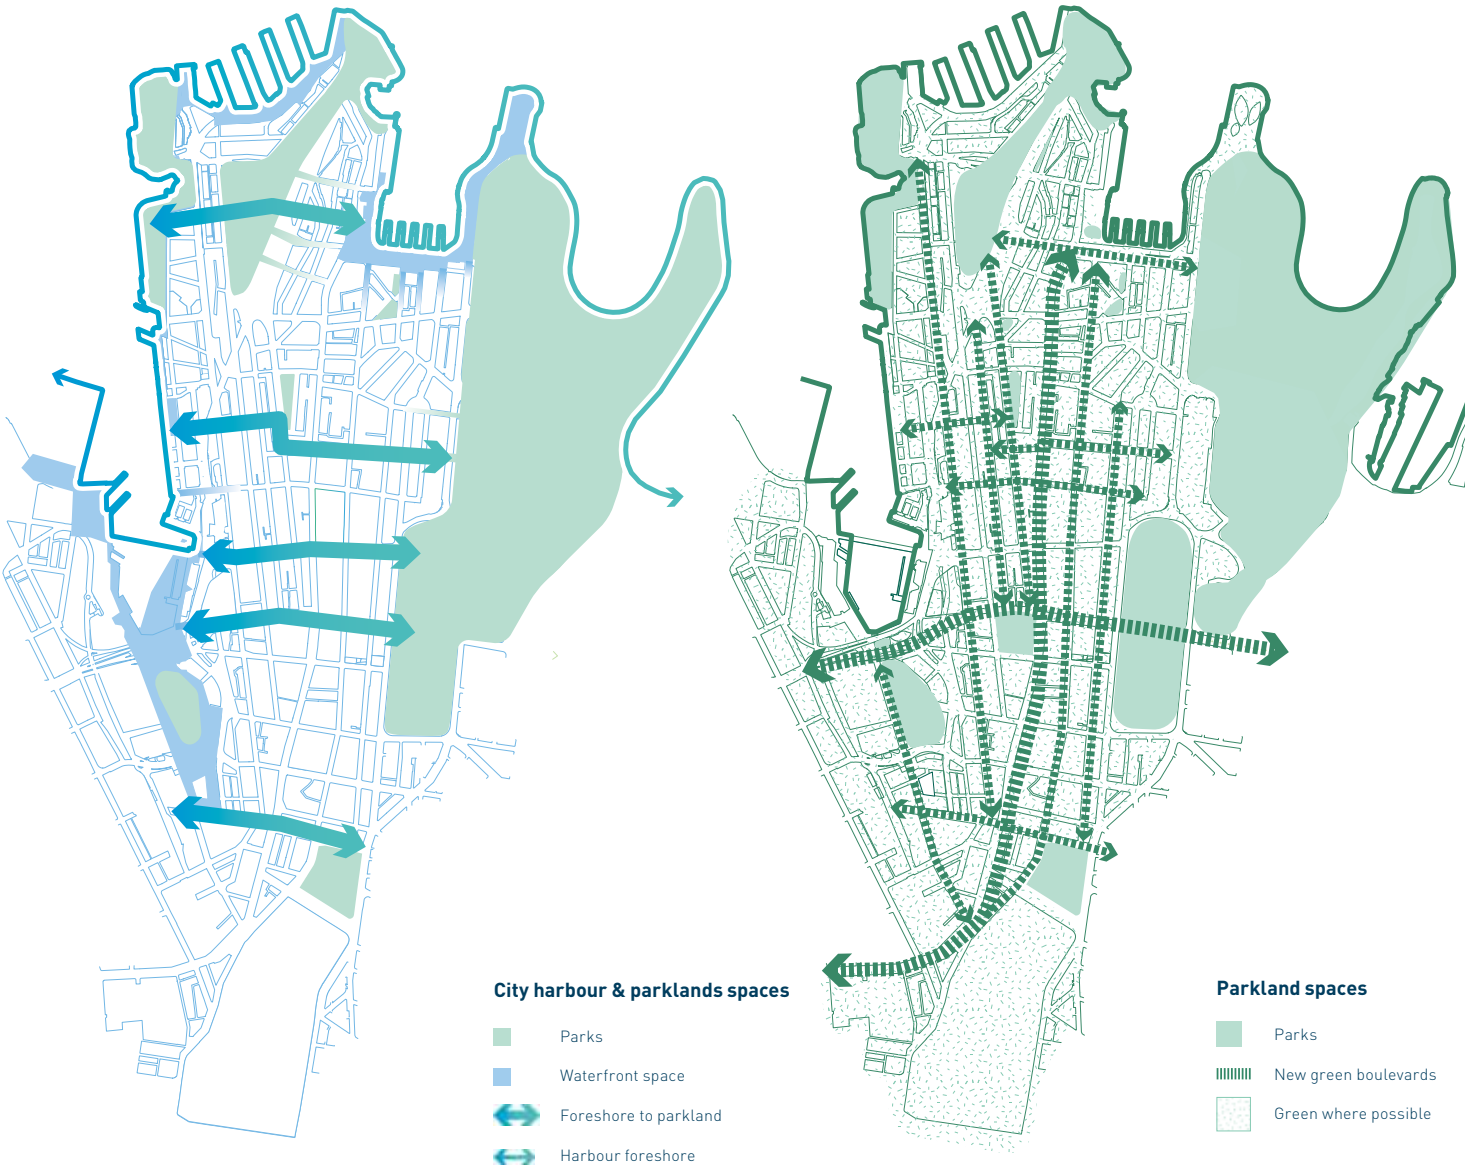 City harbour & parklands spaces
Parks
Waterfront space
Foreshore to parkland
Harbour foreshore
Parkland spaces
Parks
New green boulevards
Green where possible